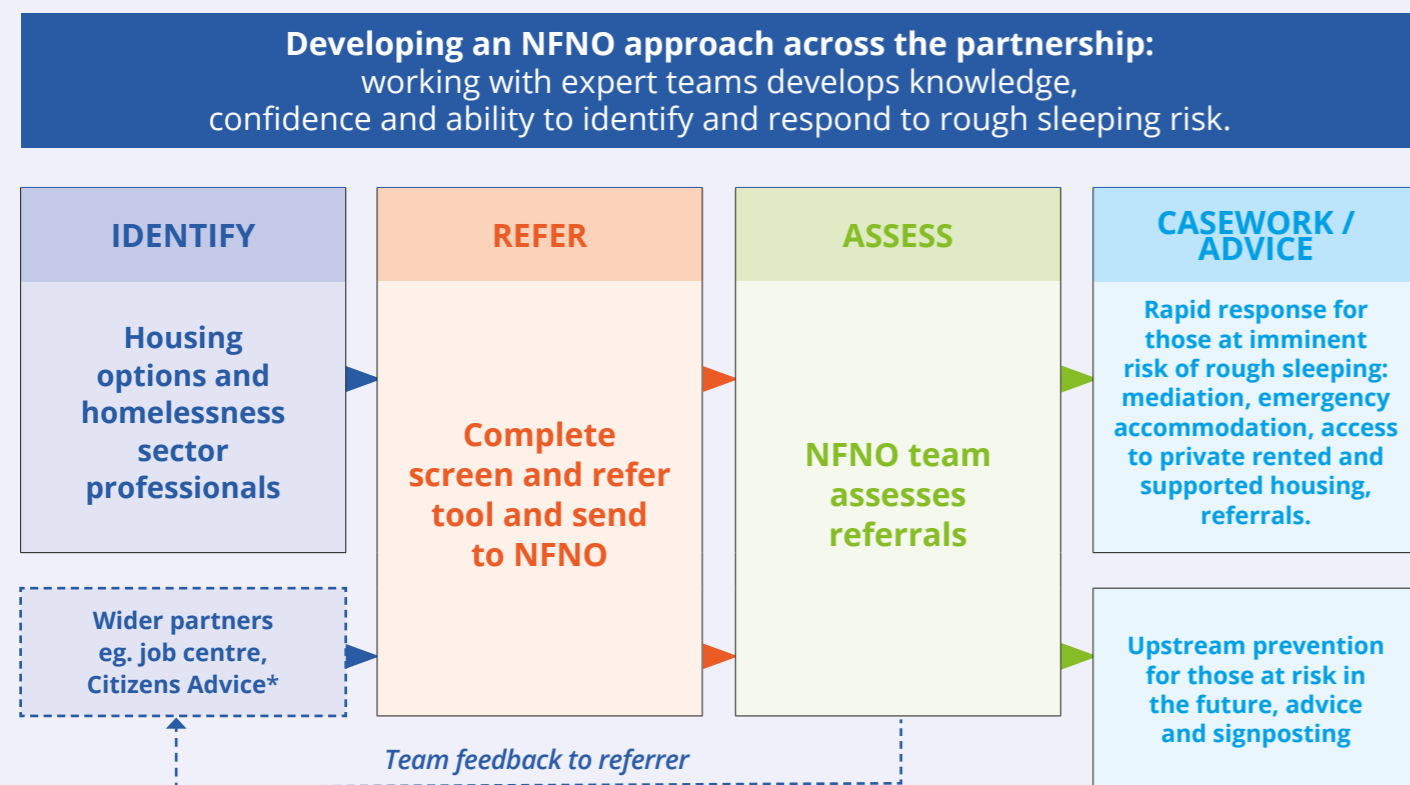 Developing an NFNO approach across the partnership:
working with expert teams develops knowledge,
confidence and ability to identify and respond to rough sleeping risk.
IDENTIFY
Housing
options and
homelessness
sector
professionals
Wider partners
eg. job centre,
Citizens Advice*
REFER
Complete
screen and refer
tool and send
to NFNO
ASSESS
NFNO team
assesses
referrals
CASEWORK /
ADVICE
Rapid response for
those at imminent
risk of rough sleeping:
mediation, emergency
accommodation, access
to private rented and
supported housing,
referrals.
Upstream prevention
for those at risk in
the future, advice
and signposting
Team feedback to referrer